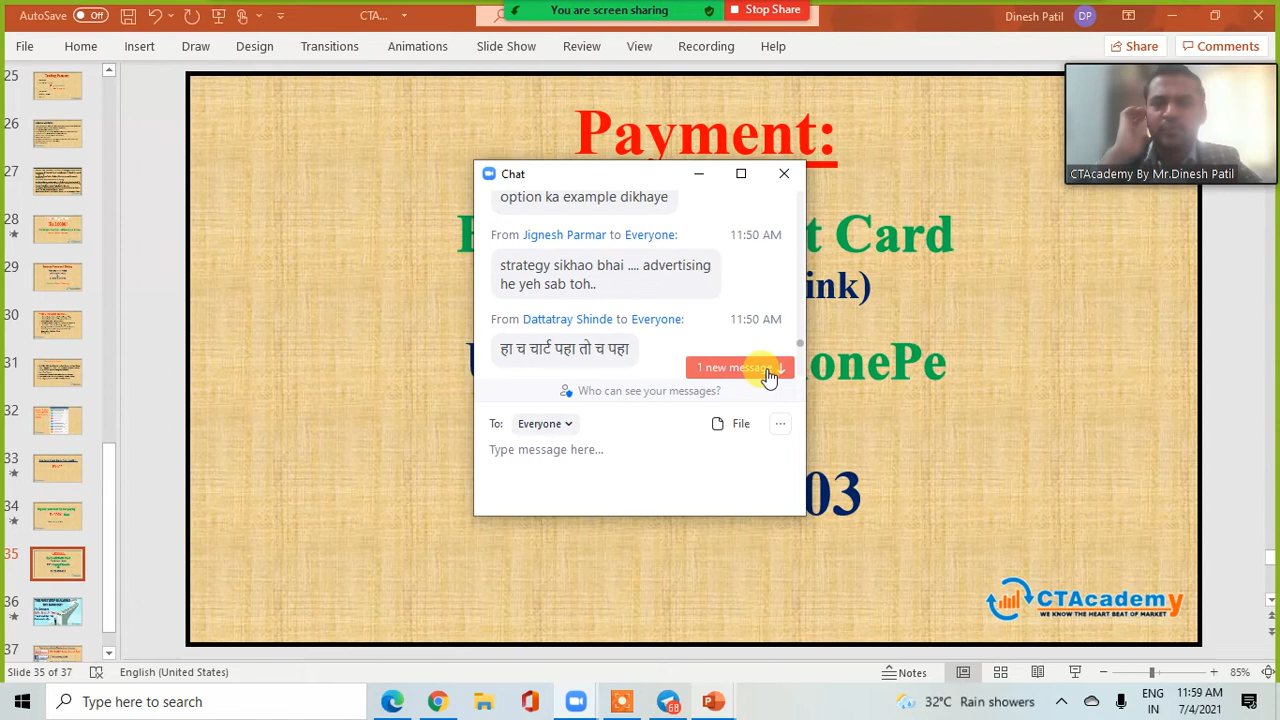 AutoSave Off
CTA...
You are screen sharing
Stop Share
Dinesh Patil DP
File Home Insert Draw Design Transitions Animations Slide Show Review View Recording Help
Share Comments
25
26
27
28
29
30
31
32
33
34
35
36
37
Payment:
t Card
ink)
onePe
03
CTAcademy
WE KNOW THE HEART BEAT OF MARKET
CTAcademy By Mr.Dinesh Patil
Chat
option ka example dikhaye
From Jignesh Parmar to Everyone: 11:50 AM
strategy sikhao bhai .... advertising
he yeh sab toh..
From Dattatray Shinde to Everyone: 11:50 AM
हा च चार्ट पहा तो च पहा
1 new message
Who can see your messages?
To: Everyone File ...
Type message here...
Slide 35 of 37 English (United States)
Notes 85%
Type here to search
68
32°C Rain showers
ENG
IN
11:59 AM
7/4/2021